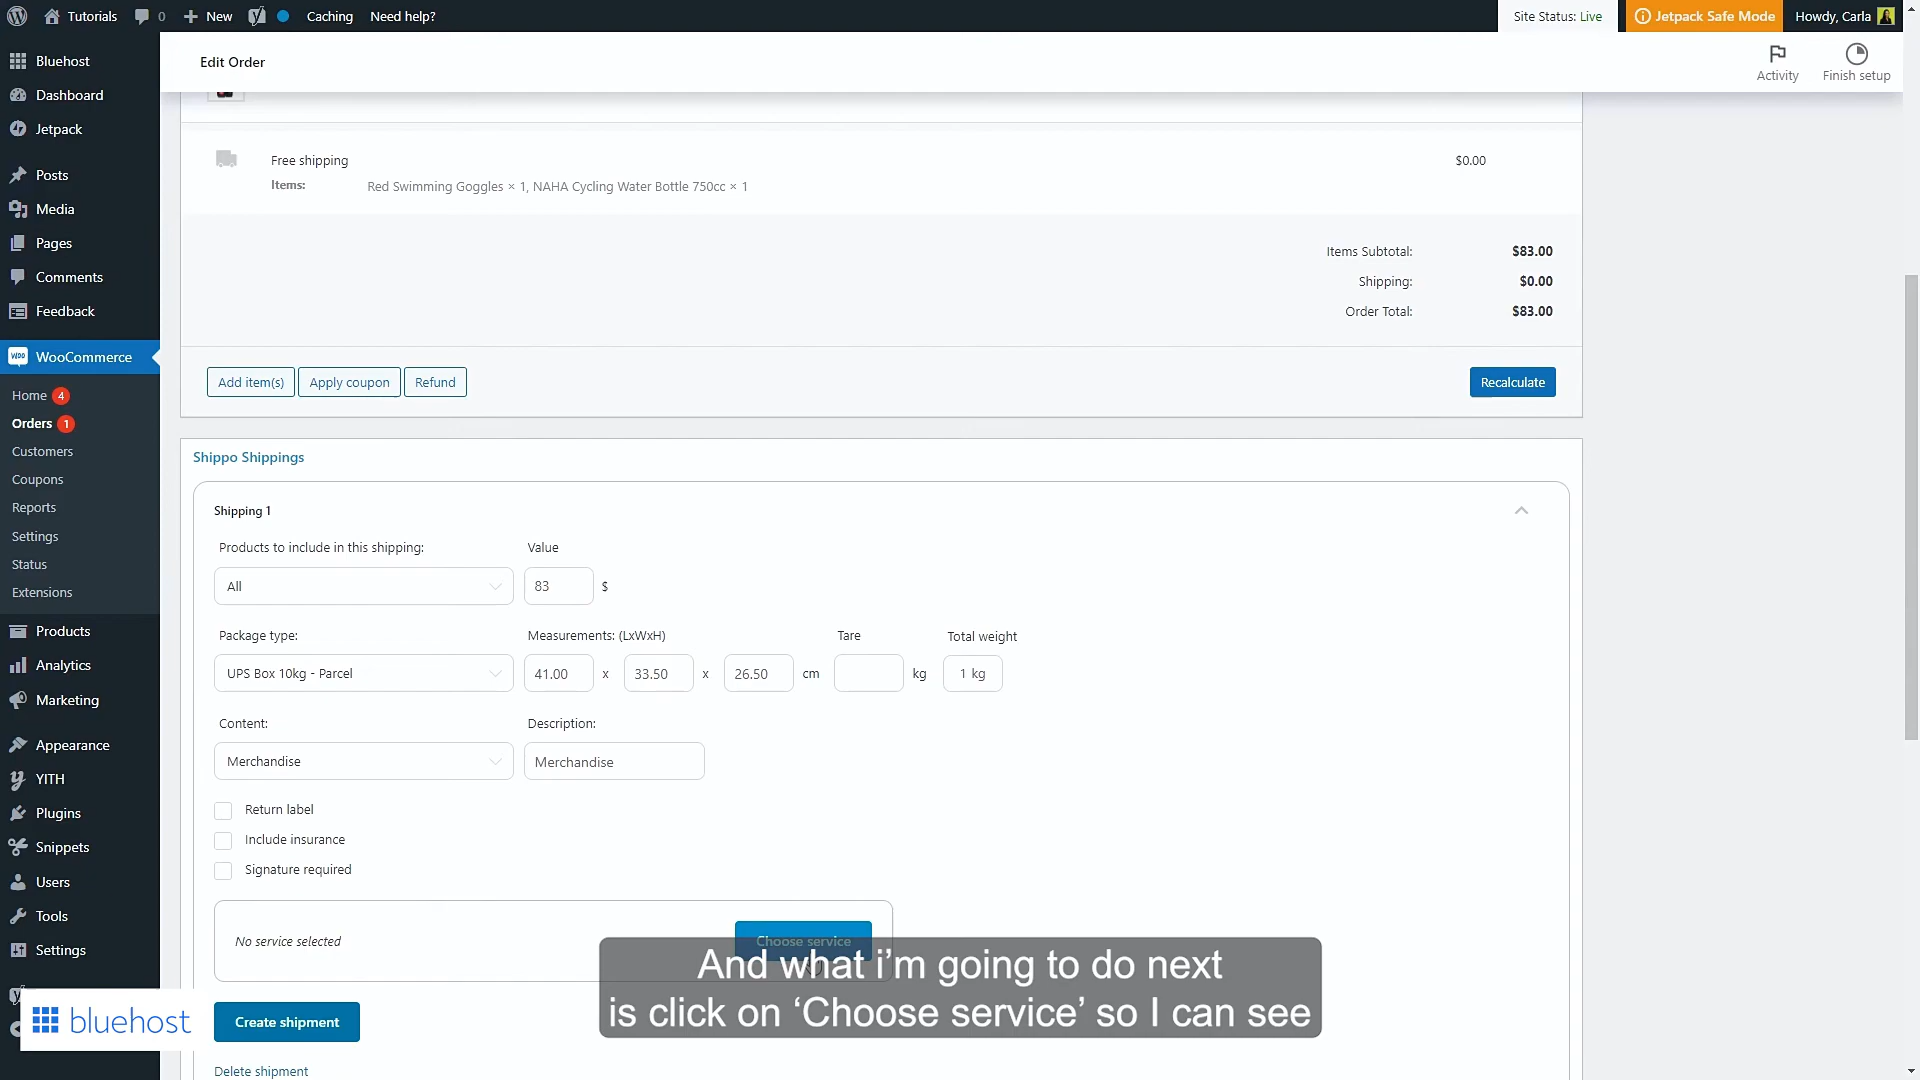 Tutorials 0 New Caching Need help? Site Status: Live Jetpack Safe Mode Howdy, Carla
Bluehost
Dashboard
Jetpack
Posts
Media
Pages
Comments
Feedback
WooCommerce
Home 4
Orders 1
Customers
Coupons
Reports
Settings
Status
Extensions
Products
Analytics
Marketing
Appearance
YITH
Plugins
Snippets
Users
Tools
Settings
bluehost
Edit Order
Activity Finish setup
Free shipping $0.00
Items: Red Swimming Goggles × 1, NAHA Cycling Water Bottle 750cc × 1
Items Subtotal: $83.00
Shipping: $0.00
Order Total: $83.00
Add item(s) Apply coupon Refund Recalculate
Shippo Shippings
Shipping 1
Products to include in this shipping: Value
All 83 $
Package type: Measurements: (LxWxH) Tare Total weight
UPS Box 10kg - Parcel 41.00 x 33.50 x 26.50 cm kg 1 kg
Content: Description:
Merchandise Merchandise
Return label
Include insurance
Signature required
No service selected Choose service
Create shipment
Delete shipment
And what i’m going to do next
is click on ‘Choose service’ so I can see